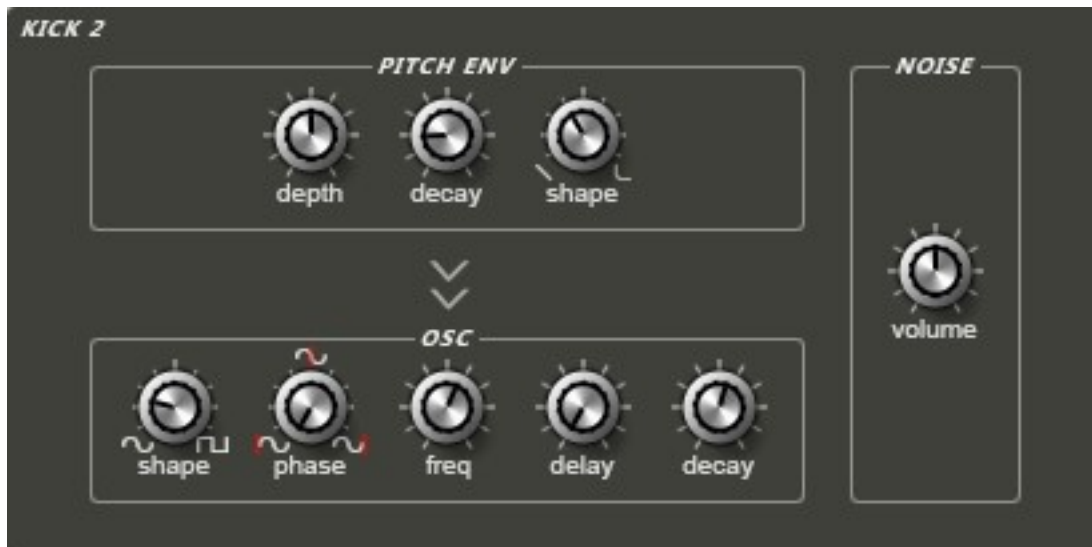 KICK 2
PITCH ENV
NOISE
depth
decay
shape
volume
OSC
shape
phase
freq
delay
decay